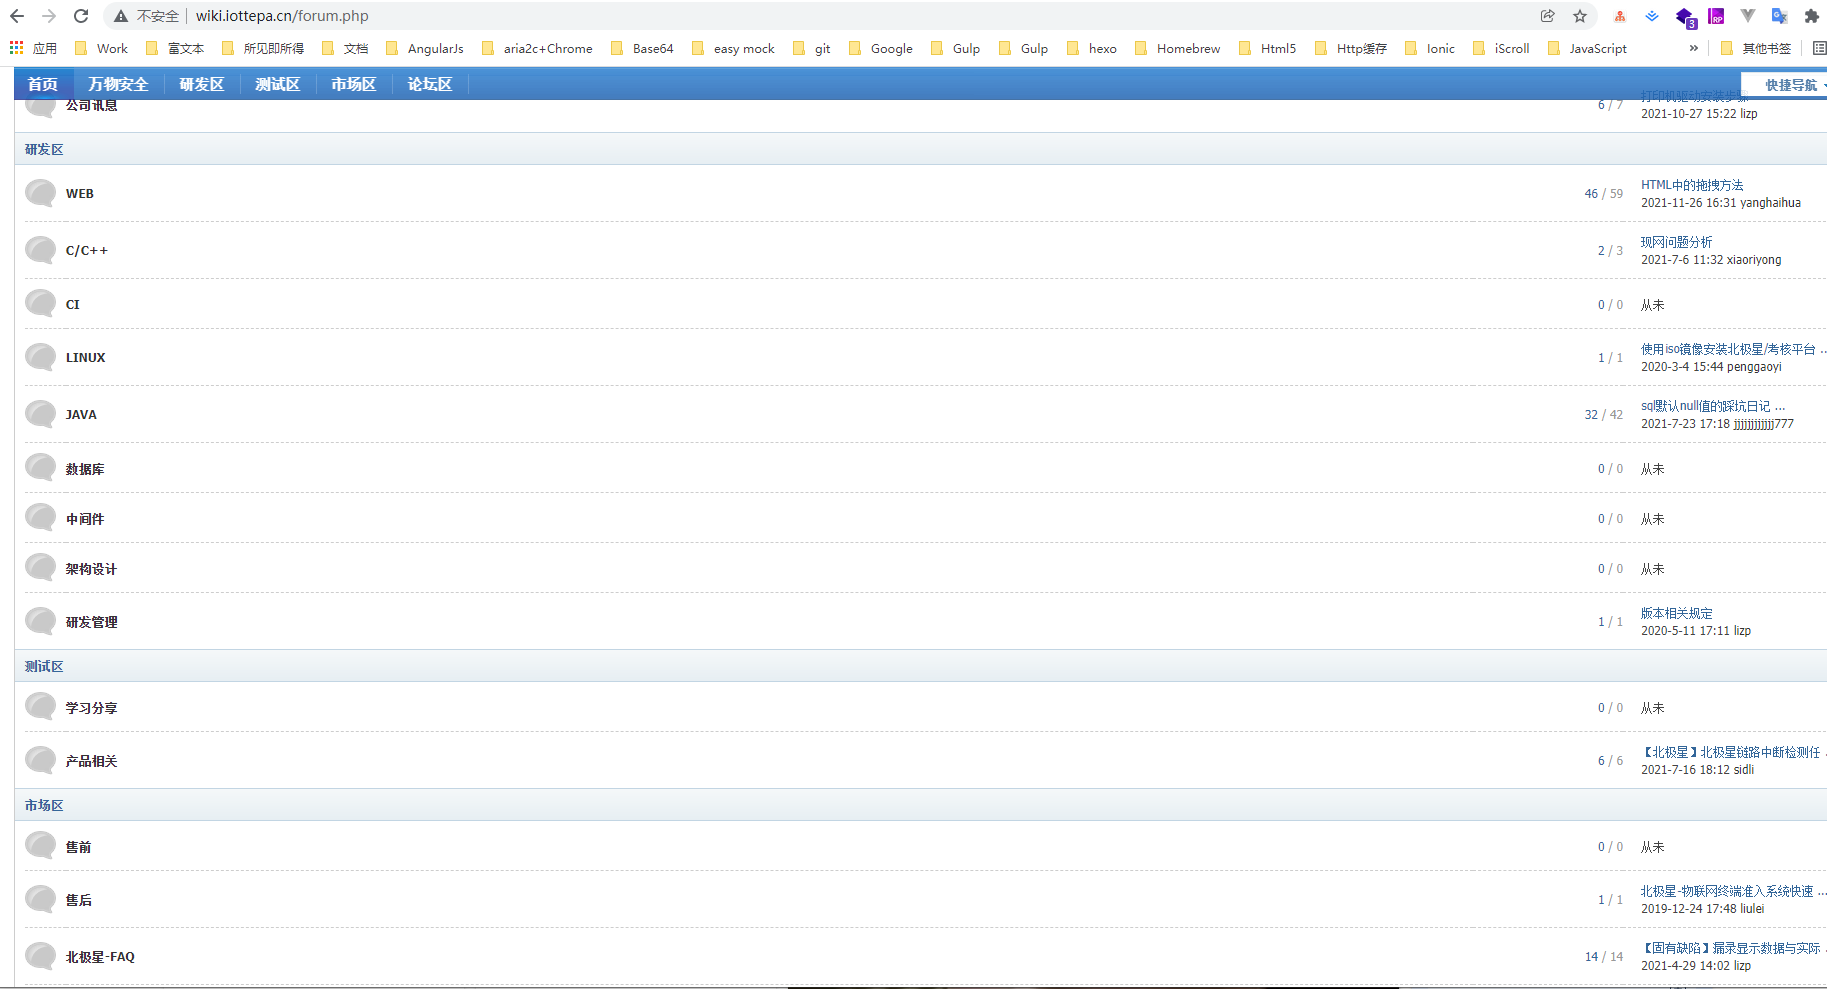 不安全 wiki.iottepa.cn/forum.php
3 RP
应用 Work 富文本 所见即所得 文档 AngularJs aria2c+Chrome Base64 easy mock git Google Gulp Gulp hexo Homebrew Html5 Http缓存 Ionic iScroll JavaScript » 其他书签
首页 万物安全 研发区 测试区 市场区 论坛区 快捷导航
公司讯息 6 / 7 打印机驱动安装步骤
2021-10-27 15:22 lizp
研发区
WEB 46 / 59 HTML中的拖拽方法
2021-11-26 16:31 yanghaihua
C/C++ 2 / 3 现网问题分析
2021-7-6 11:32 xiaoriyong
CI 0 / 0 从未
LINUX 1 / 1 使用iso镜像安装北极星/考核平台 ...
2020-3-4 15:44 penggaoyi
JAVA 32 / 42 sql默认null值的踩坑日记 ...
2021-7-23 17:18 jjjjjjjjjjjj777
数据库 0 / 0 从未
中间件 0 / 0 从未
架构设计 0 / 0 从未
研发管理 1 / 1 版本相关规定
2020-5-11 17:11 lizp
测试区
学习分享 0 / 0 从未
产品相关 6 / 6 【北极星】北极星链路中断检测任 .
2021-7-16 18:12 sidli
市场区
售前 0 / 0 从未
售后 1 / 1 北极星-物联网终端准入系统快速 ...
2019-12-24 17:48 liulei
北极星-FAQ 14 / 14 【固有缺陷】漏录显示数据与实际 .
2021-4-29 14:02 lizp